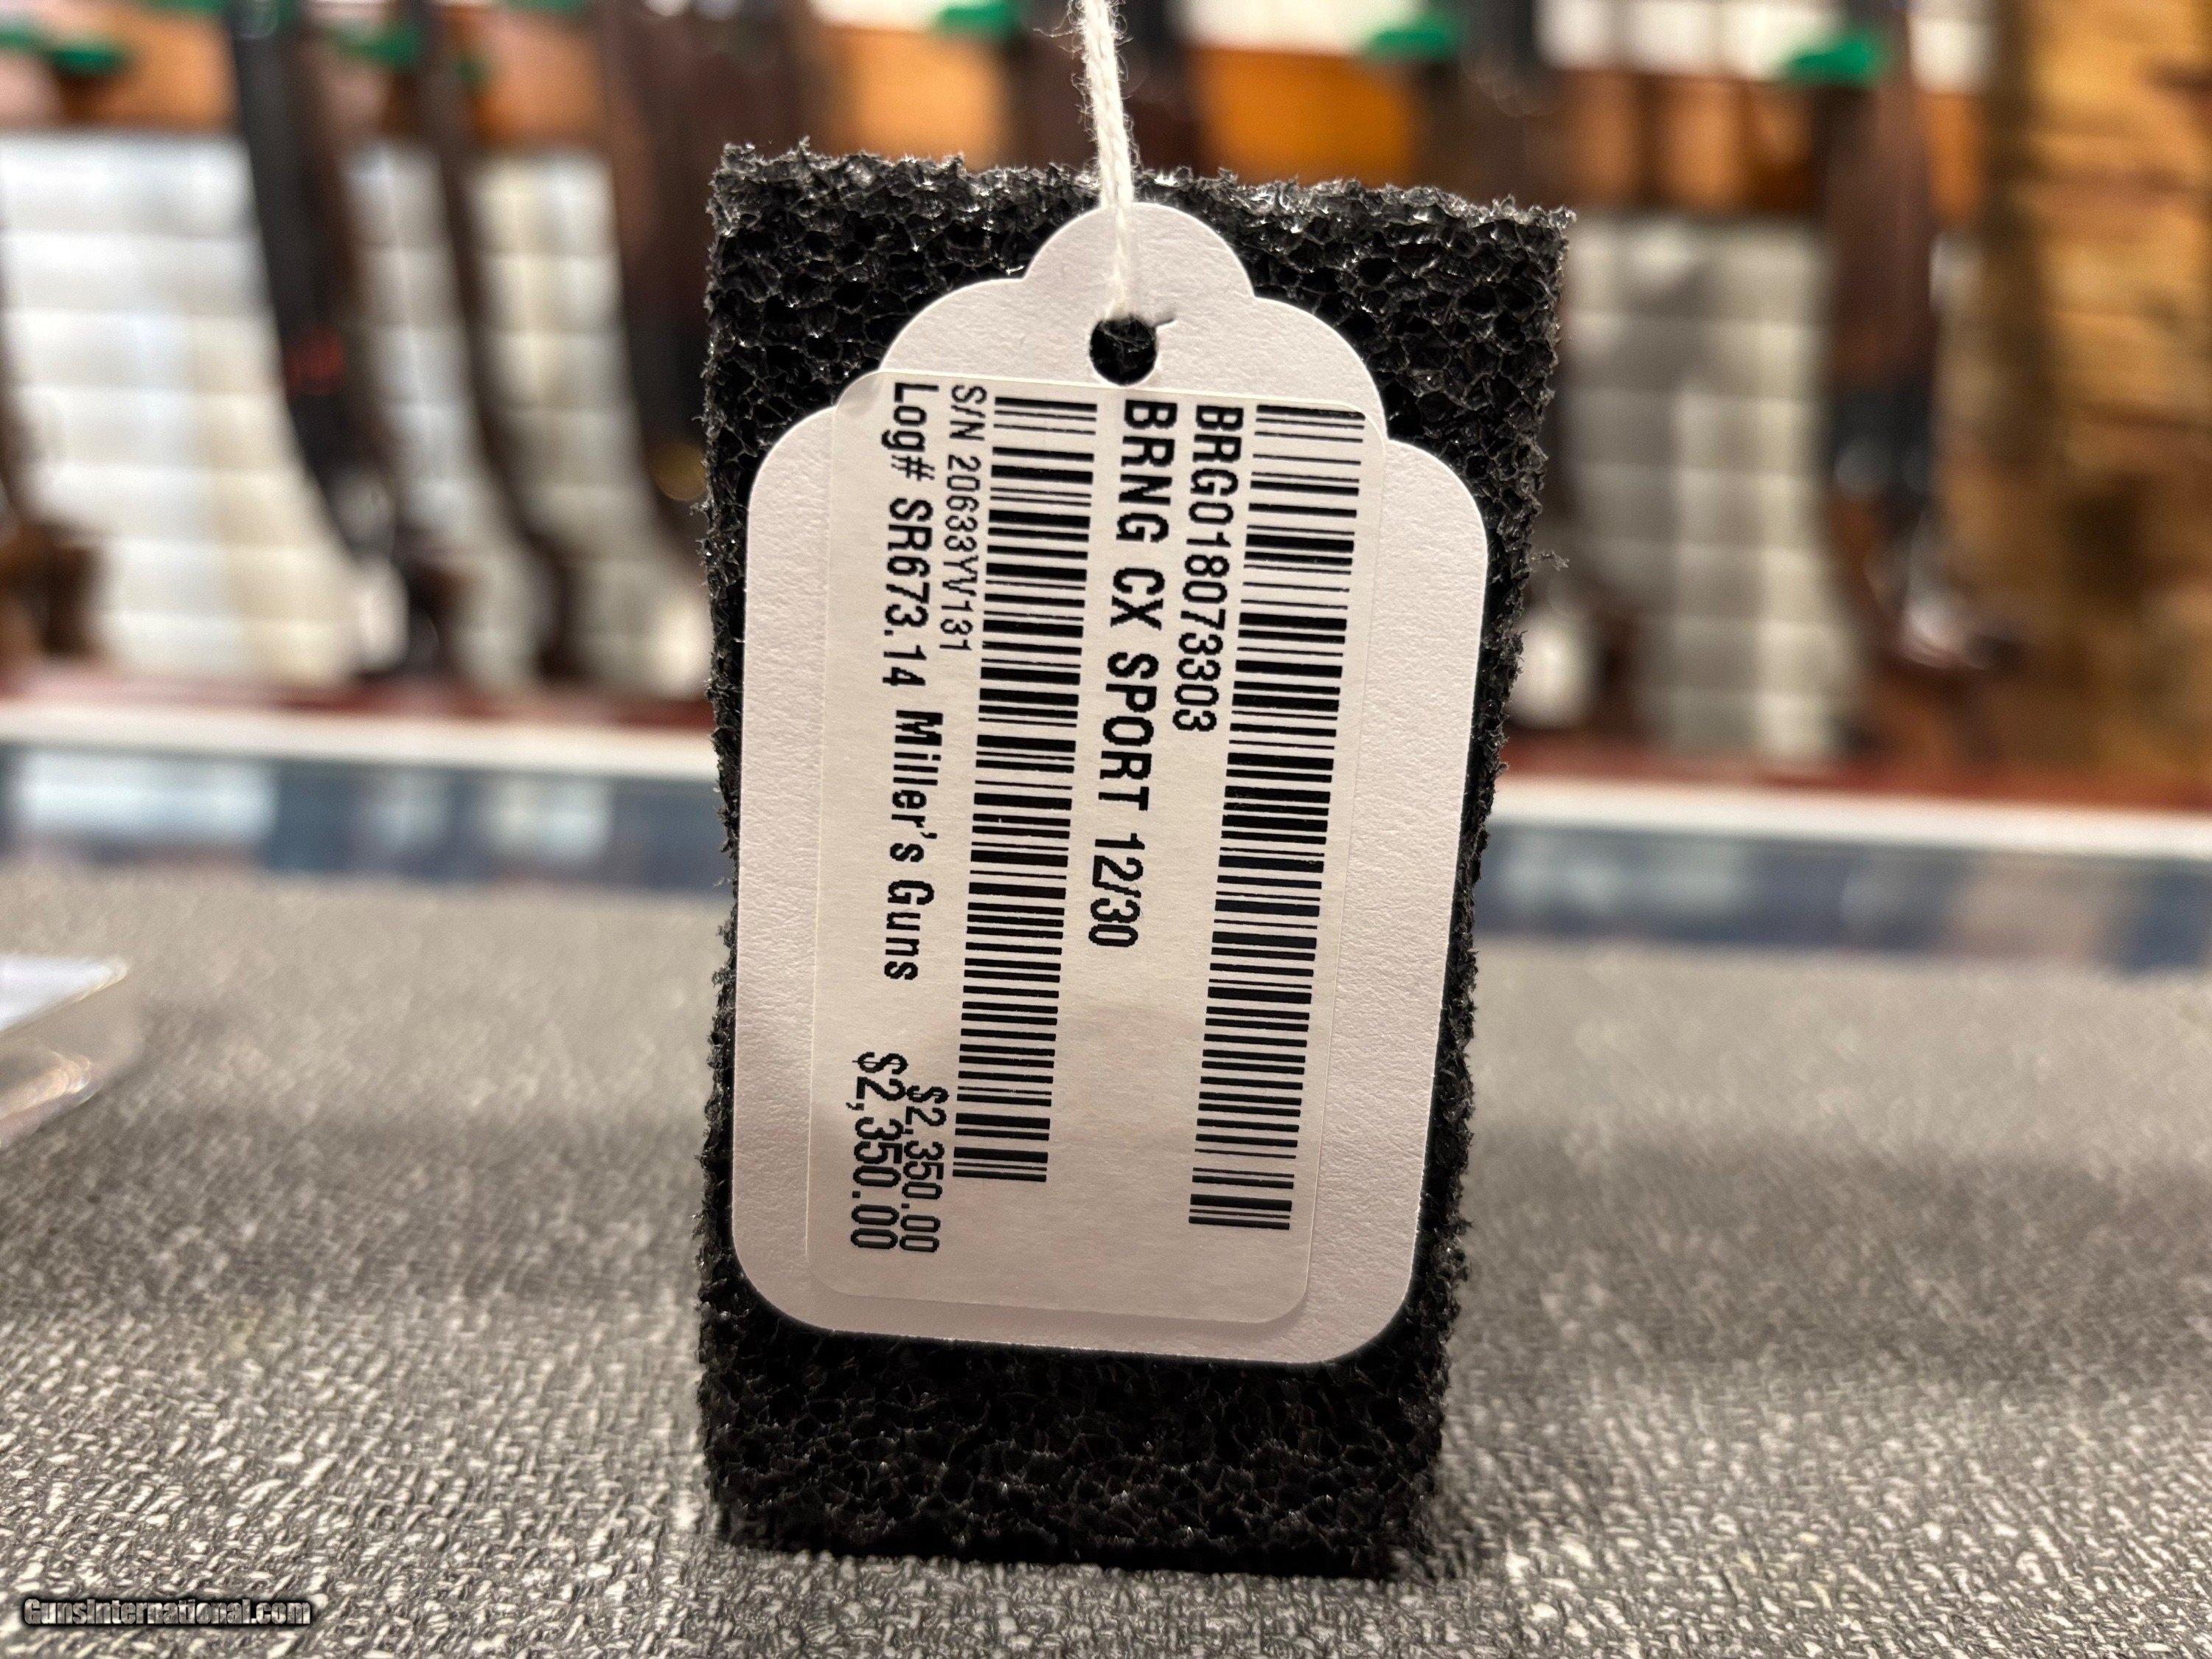 BRG018073303
BRNG CX SPORT 12/30
S/N 20633YV131
$2,350.00
Log# SR673.14 Miller's Guns
$2,350.00
GunsInternational.com